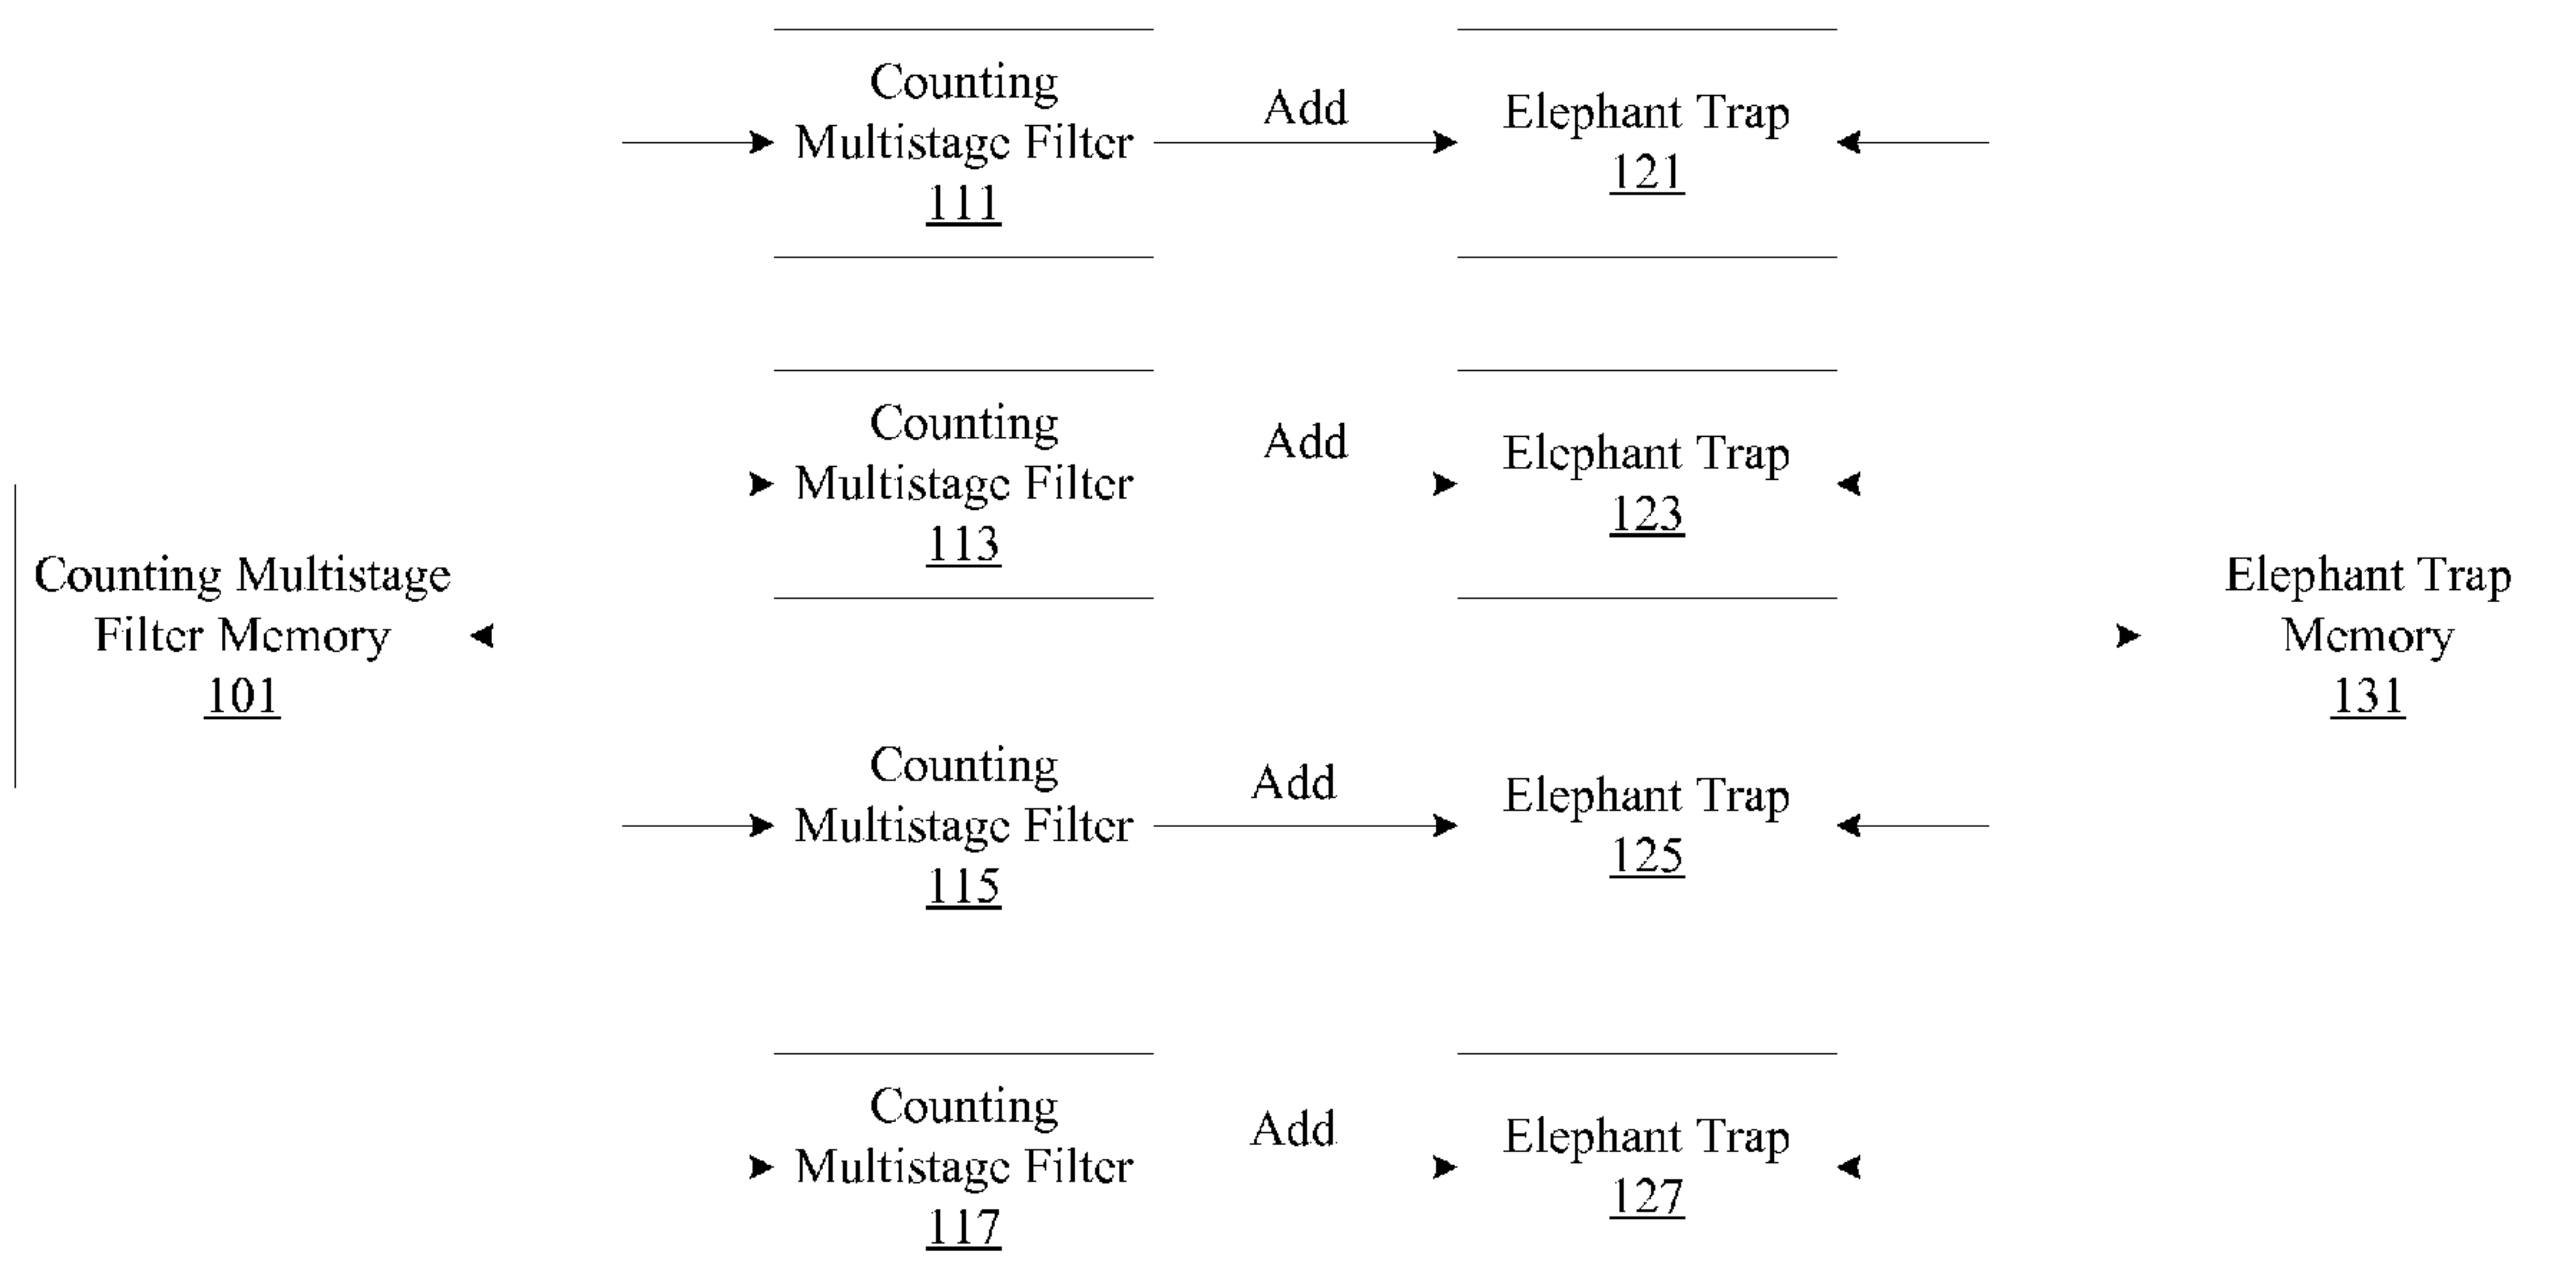 Counting
Multistage Filter
111
Add
Elephant Trap
121
Counting
Multistage Filter
113
Add
Elephant Trap
123
Counting Multistage
Filter Memory
101
Elephant Trap
Memory
131
Counting
Multistage Filter
115
Add
Elephant Trap
125
Counting
Multistage Filter
117
Add
Elephant Trap
127